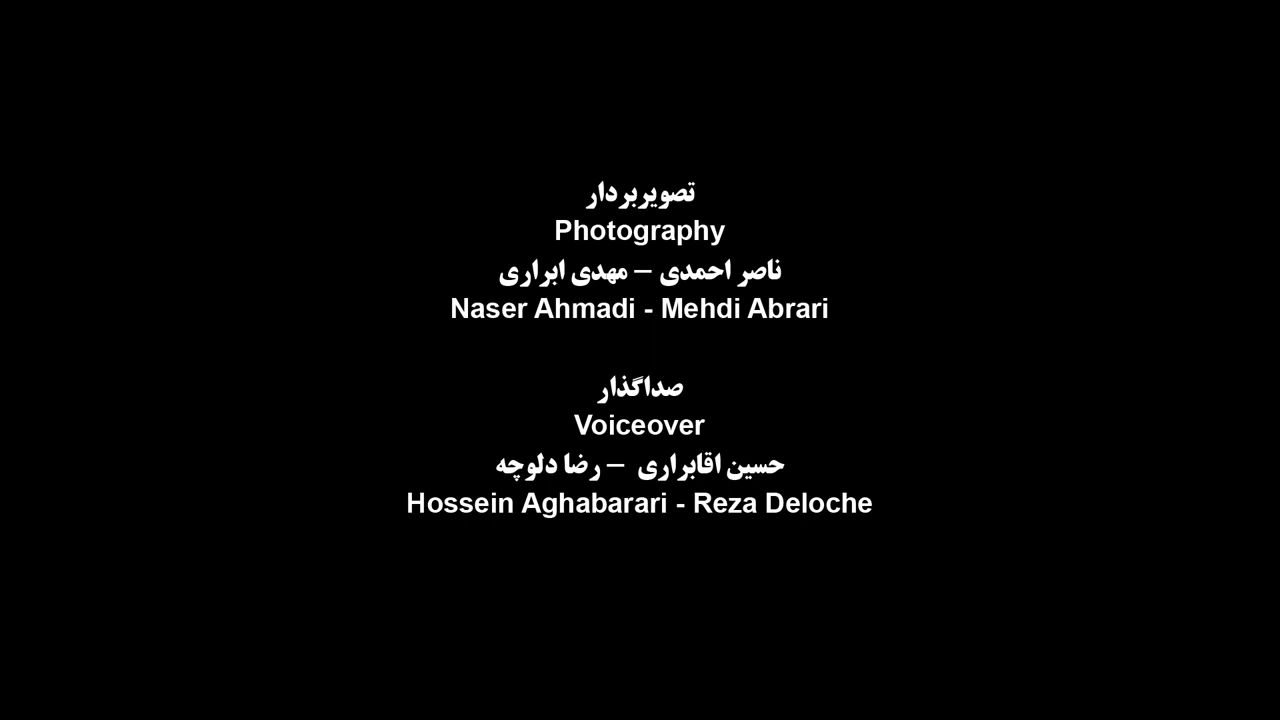 تصویربردار
Photography
ناصر احمدی – مهدی ابراری
Naser Ahmadi - Mehdi Abrari
صداگذار
Voiceover
حسین اقابراری – رضا دلوچه
Hossein Aghabarari - Reza Deloche